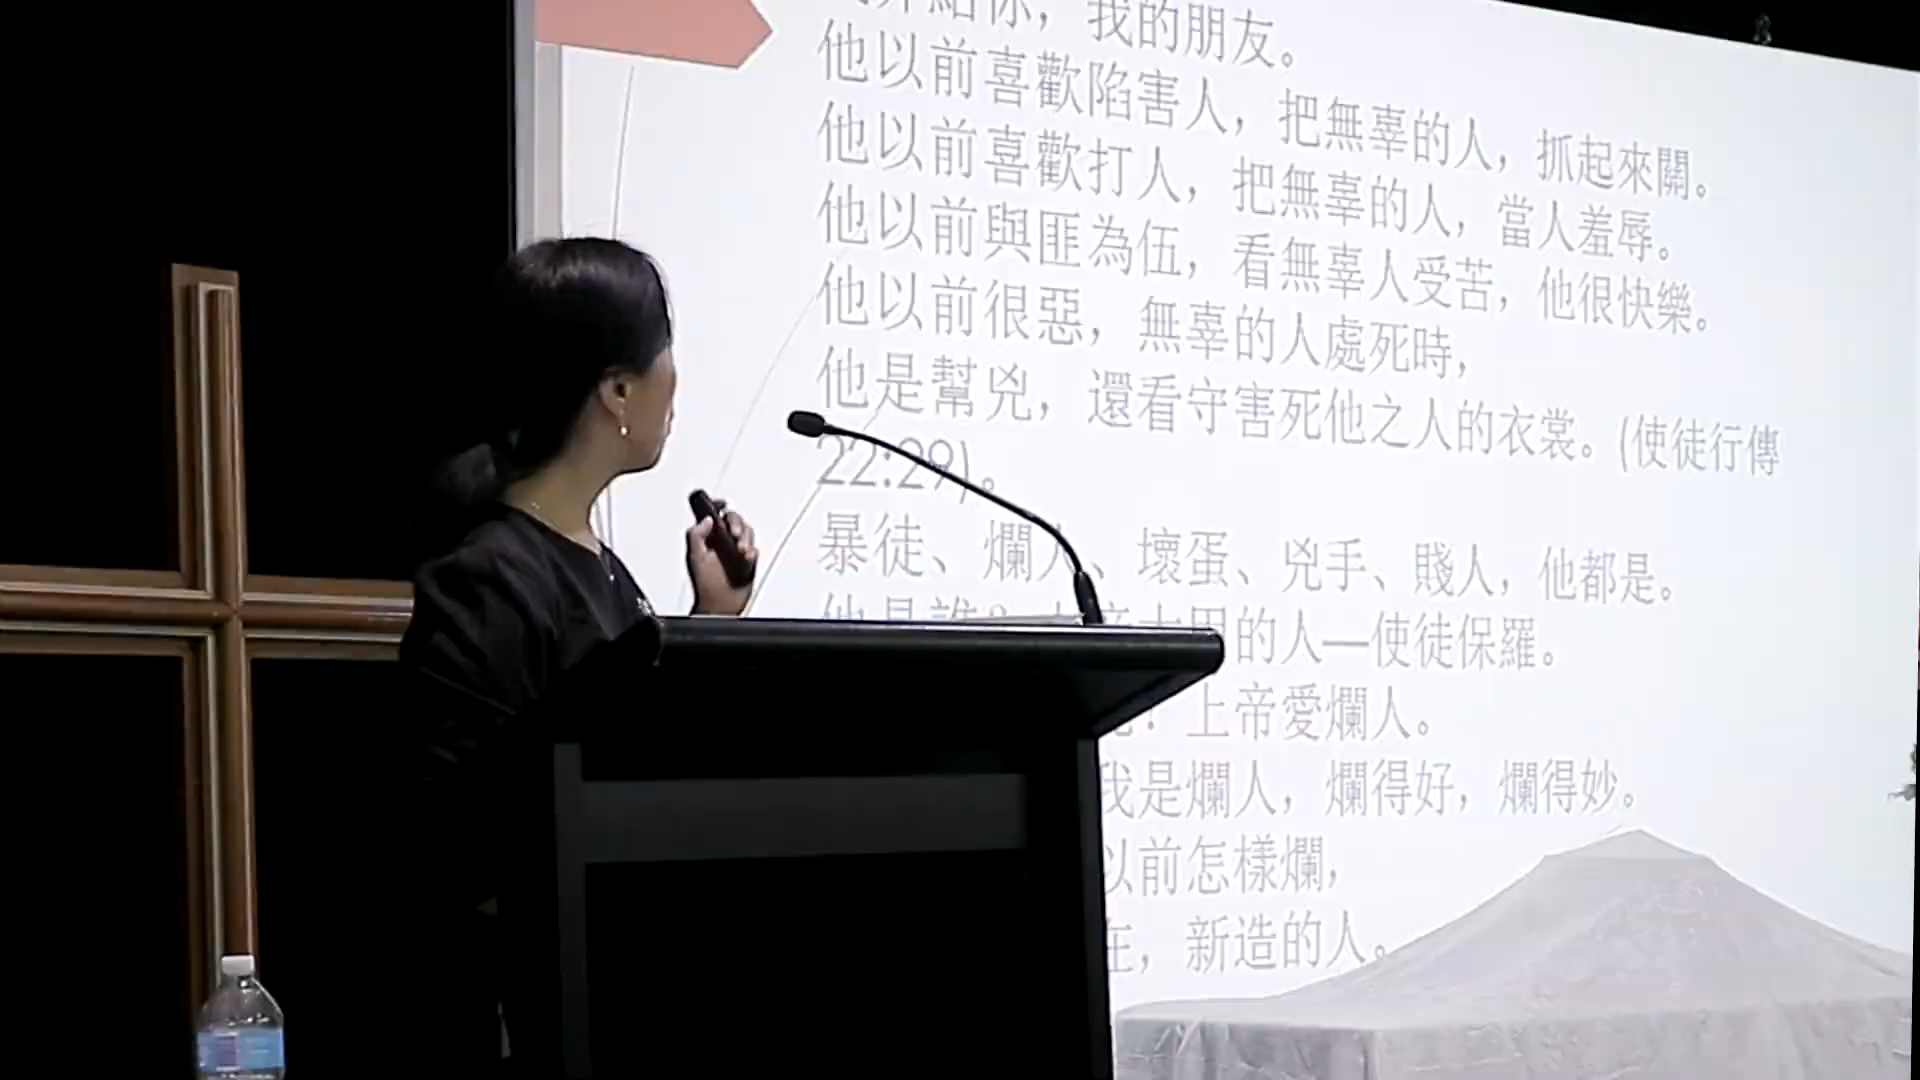 你，我的朋友。
他以前喜歡陷害人，把無辜的人，抓起來關。
他以前喜歡打人，把無辜的人，當人羞辱。
他以前與匪為伍，看無辜人受苦，他很快樂。
他以前很惡，無辜的人處死時，
他是幫兇，還看守害死他之人的衣裳。(使徒行傳
22:29)。
暴徒、爛人、壞蛋、兇手、賤人，他都是。
的人—使徒保羅。
上帝愛爛人。
我是爛人，爛得好，爛得妙。
以前怎樣爛，
在，新造的人。